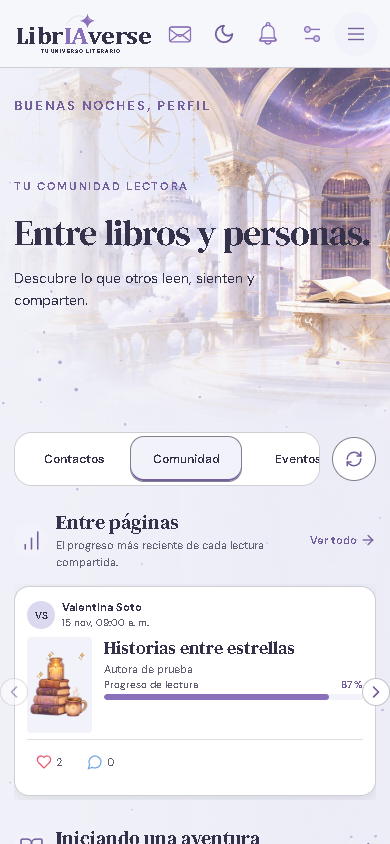 LibrIAverse
TU UNIVERSO LITERARIO
BUENAS NOCHES, PERFIL
TU COMUNIDAD LECTORA
Entre libros y personas.
Descubre lo que otros leen, sienten y
comparten.
Contactos
Comunidad
Eventos
Entre páginas
El progreso más reciente de cada lectura
compartida.
Ver todo
VS
Valentina Soto
15 nov, 09:00 a. m.
Historias entre estrellas
Autora de prueba
Progreso de lectura
87%
2
0
Iniciando una aventura